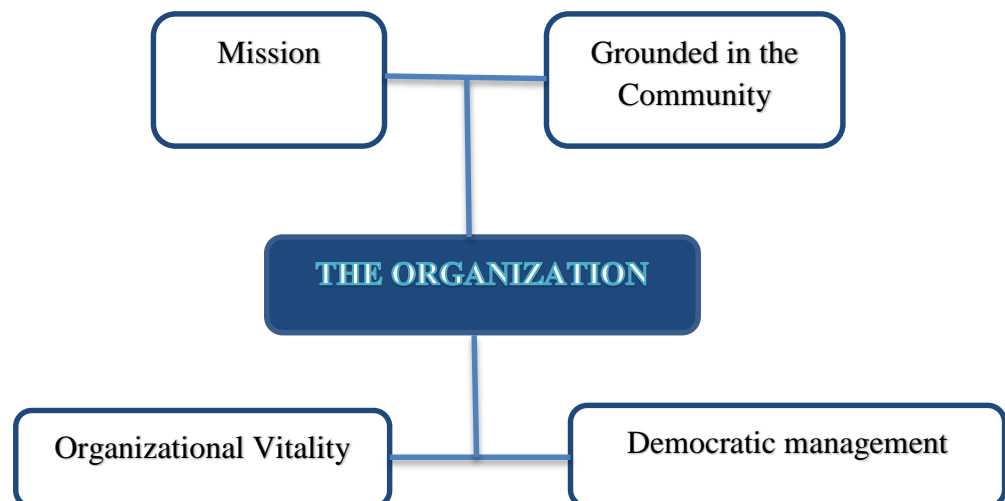 Mission
Grounded in the
Community
THE ORGANIZATION
Organizational Vitality
Democratic management